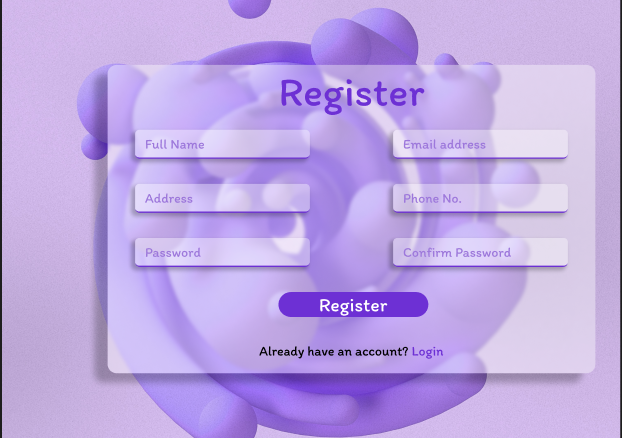 Register
Full Name
Email address
Address
Phone No.
Password
Confirm Password
Register
Already have an account? Login